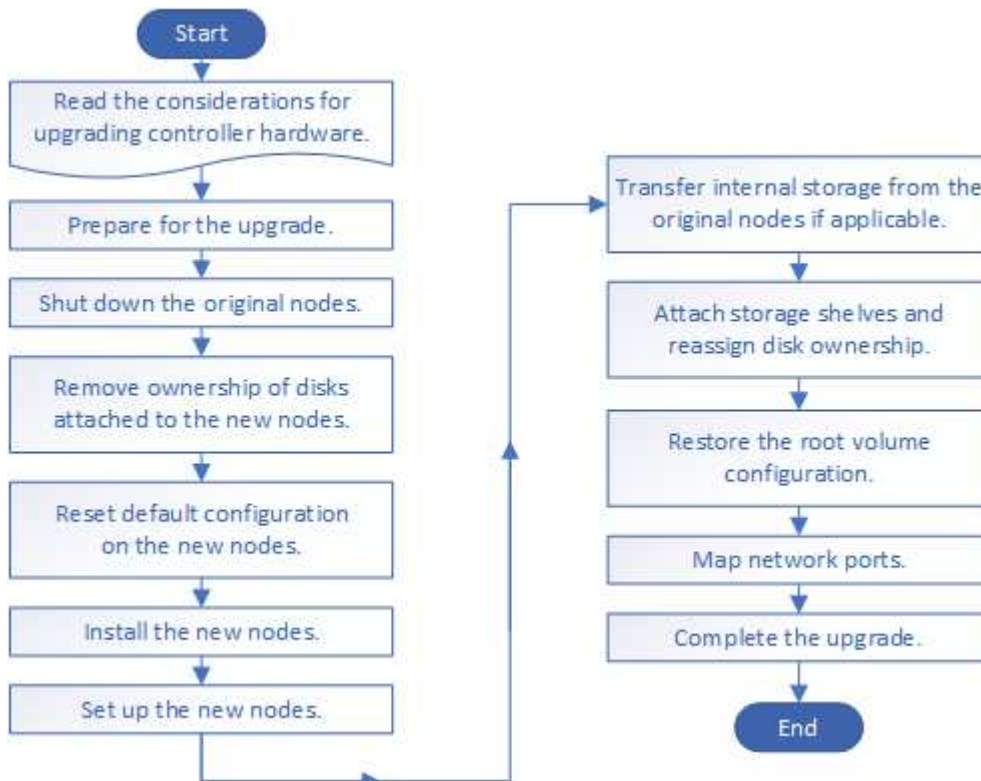 Start
Read the considerations for
upgrading controller hardware.
Prepare for the upgrade.
Shut down the original nodes.
Remove ownership of disks
attached to the new nodes.
Reset default configuration
on the new nodes.
Install the new nodes.
Set up the new nodes.
Transfer internal storage from the
original nodes if applicable.
Attach storage shelves and
reassign disk ownership.
Restore the root volume
configuration.
Map network ports.
Complete the upgrade.
End